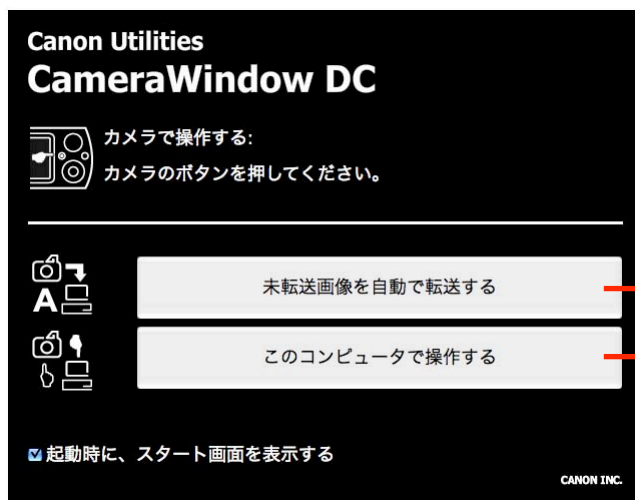 Canon Utilities
CameraWindow DC
カメラで操作する:
カメラのボタンを押してください。
A
未転送画像を自動で転送する
このコンピュータで操作する
起動時に、スタート画面を表示する
CANON INC.